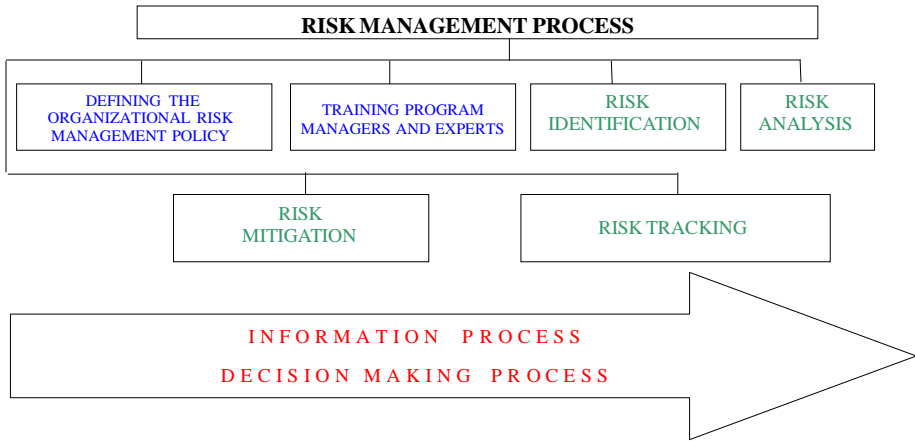 RISK MANAGEMENT PROCESS
DEFINING THE
ORGANIZATIONAL RISK
MANAGEMENT POLICY
TRAINING PROGRAM
MANAGERS AND EXPERTS
RISK
IDENTIFICATION
RISK
ANALYSIS
RISK
MITIGATION
RISK TRACKING
INFORMATION PROCESS
DECISION MAKING PROCESS